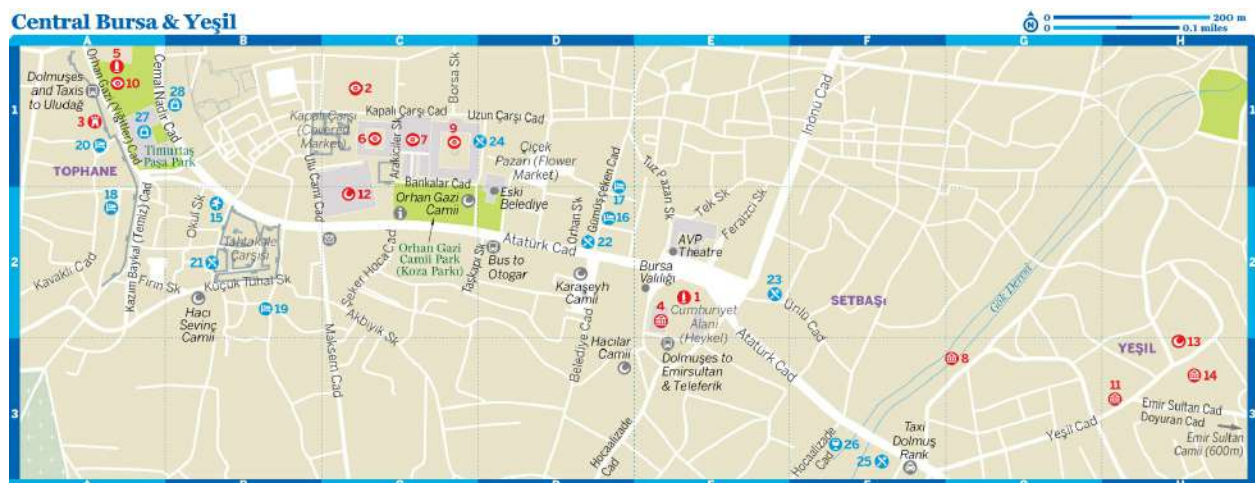 Central Bursa & Yeşil
0 200 m
0 0.1 miles
N
A B C D E F G H
1
2
3
5
10
Dolmuşes
and Taxis
to Uludağ
Orhan Gazi (Yiğitler) Cad
Cemal Nadir Cad
28
27
3
20
Timurtaş
Paşa Park
TOPHANE
18
Kavaklı Cad
Kazım Baykal (Temiz) Cad
Okul Sk
15
Tahtakale
Çarşısı
21
Fırın Sk
Küçük Tuhal Sk
Hacı
Sevinç
Camii
19
2
Kapalı Çarşı
(Covered
Market)
Kapalı Çarşı Cad
Borsa Sk
Uzun Çarşı Cad
6
7
9
24
Arakiciler Sk
Ulu Cami Cad
12
Bankalar Cad
Orhan Gazi
Camii
Orhan Gazi
Camii Park
(Koza Parkı)
Şeker Hoca Cad
Akbıyık Sk
Maksem Cad
Çiçek
Pazarı (Flower
Market)
Eski
Belediye
Taşkapı Sk
Atatürk Cad
Bus to
Otogar
Orhan Sk
Gümüşçeken Cad
17
16
22
Karaşeyh
Camii
Belediye Cad
Hacılar
Camii
Hocaalizade
Cad
Tuz Pazarı Sk
Tek Sk
Feraizci Sk
AVP
Theatre
Bursa
Valiliği
1
4
Cumhuriyet
Alanı
(Heykel)
Dolmuşes to
Emirsultan
& Teleferik
Atatürk Cad
İnönü Cad
23
Ünlü Cad
SETBAŞI
Gök Deresi
8
Hocaalizade
Cad
26
25
Taxi
Dolmuş
Rank
YEŞİL
13
14
11
Yeşil Cad
Emir Sultan Cad
Doyuran Cad
Emir Sultan
Camii (600m)
1
2
3
A B C D E F G H